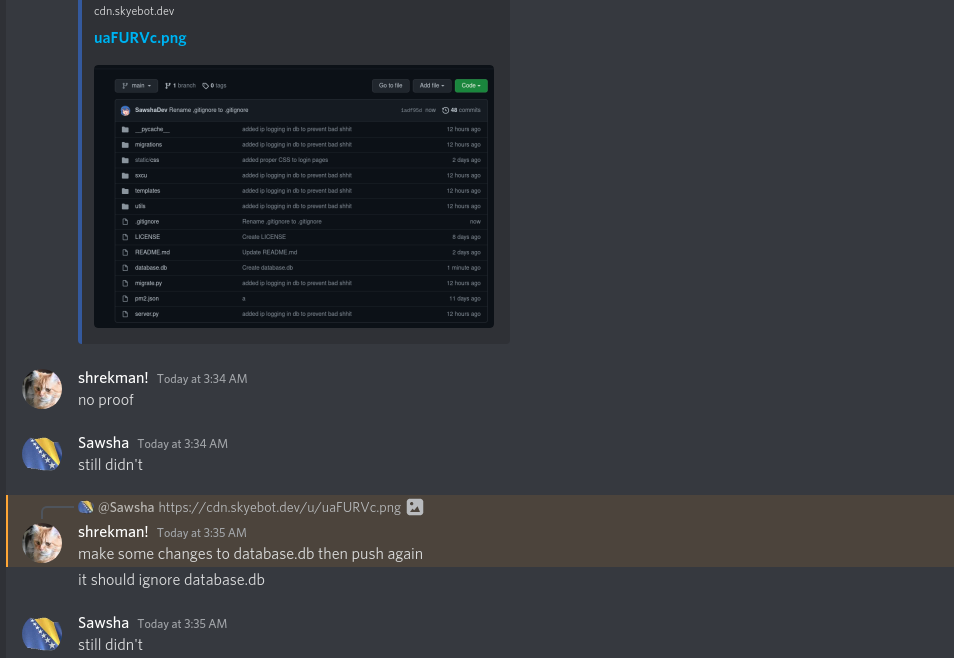 cdn.skyebot.dev
uaFURVc.png
main 1 branch 0 tags Go to file Add file Code
SawshaDev Rename .gitignore to .gitignore now 48 commits
__pycache__ added ip logging in db to prevent bad shhit 12 hours ago
migrations added ip logging in db to prevent bad shhit 12 hours ago
static/css added proper CSS to login pages 2 days ago
sxcu added ip logging in db to prevent bad shhit 12 hours ago
templates added ip logging in db to prevent bad shhit 12 hours ago
utils added ip logging in db to prevent bad shhit 12 hours ago
.gitignore Rename .gitignore to .gitignore now
LICENSE Create LICENSE 8 days ago
README.md Update README.md 2 days ago
database.db Create database.db 1 minute ago
migrate.py added ip logging in db to prevent bad shhit 12 hours ago
pm2.json a 11 days ago
server.py added ip logging in db to prevent bad shhit 12 hours ago
shrekman! Today at 3:34 AM
no proof
Sawsha Today at 3:34 AM
still didn't
@Sawsha https://cdn.skyebot.dev/u/uaFURVc.png
shrekman! Today at 3:35 AM
make some changes to database.db then push again
it should ignore database.db
Sawsha Today at 3:35 AM
still didn't